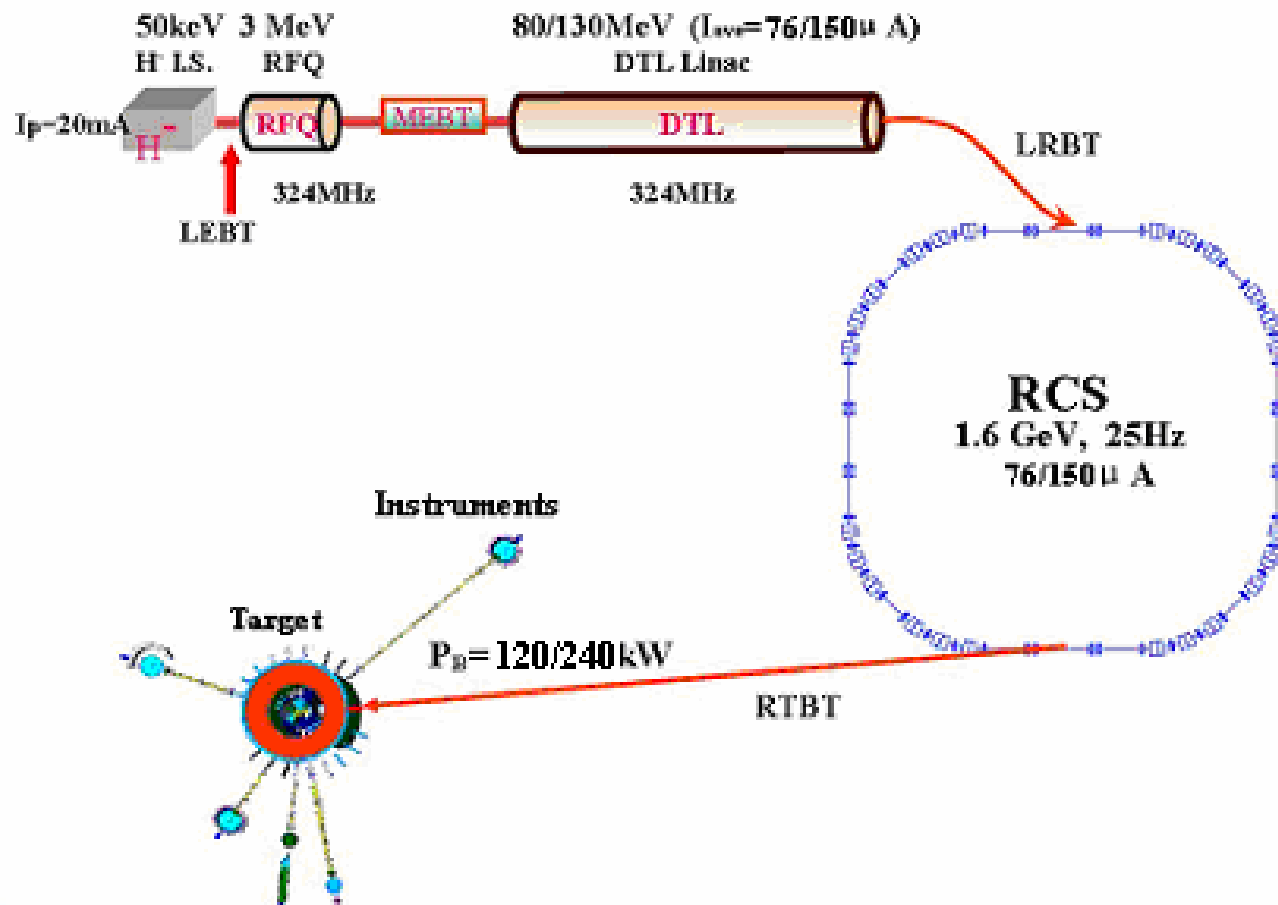 50keV 3 MeV
80/130MeV (Iave=76/150μ A)
H⁻ I.S. RFQ
DTL Linac
Ip=20mA
H⁻
RFQ
MEBT
DTL
LRBT
324MHz
324MHz
LEBT
RCS
1.6 GeV, 25Hz
76/150μ A
Instruments
Target
PB=120/240kW
RTBT